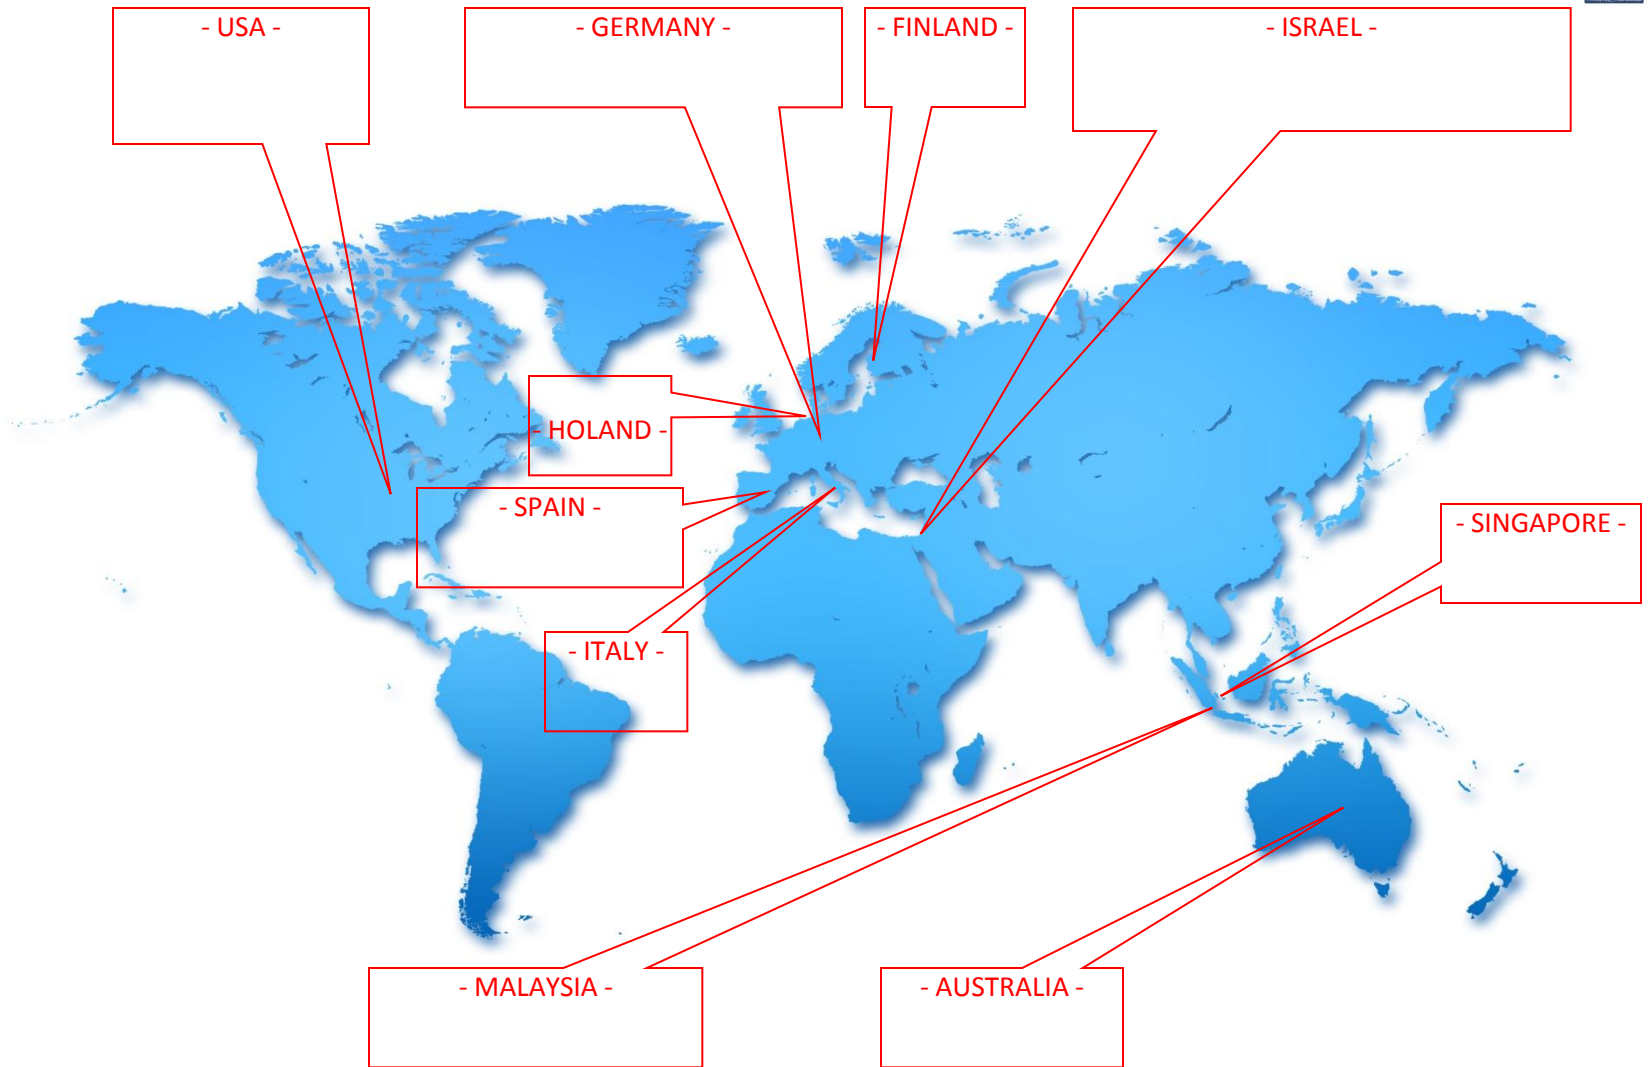 - USA -
- GERMANY -
- FINLAND -
- ISRAEL -
- HOLAND -
- SPAIN -
- SINGAPORE -
- ITALY -
- MALAYSIA -
- AUSTRALIA -